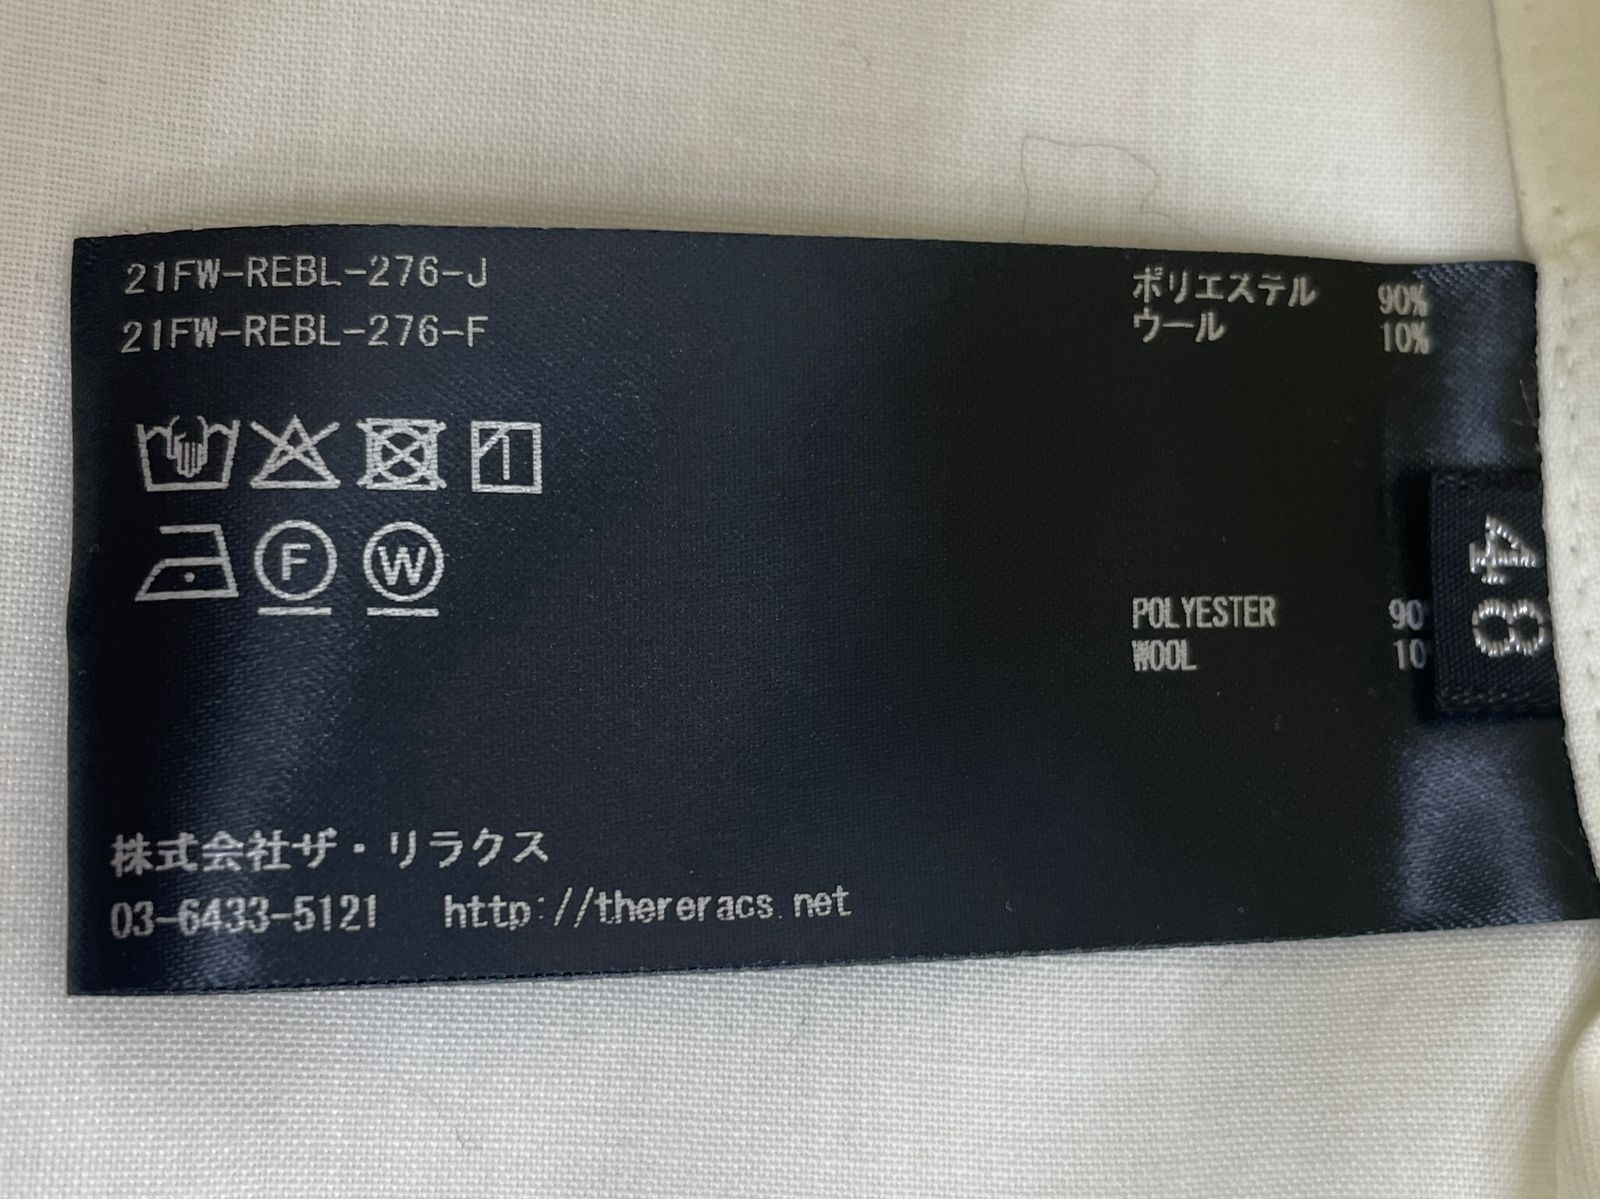 21FW-REBL-276-J
21FW-REBL-276-F
ポリエステル 90%
ウール 10%
F
W
POLYESTER 90
WOOL 10
48
株式会社ザ・リラクス
03-6433-5121 http://thereracs.net